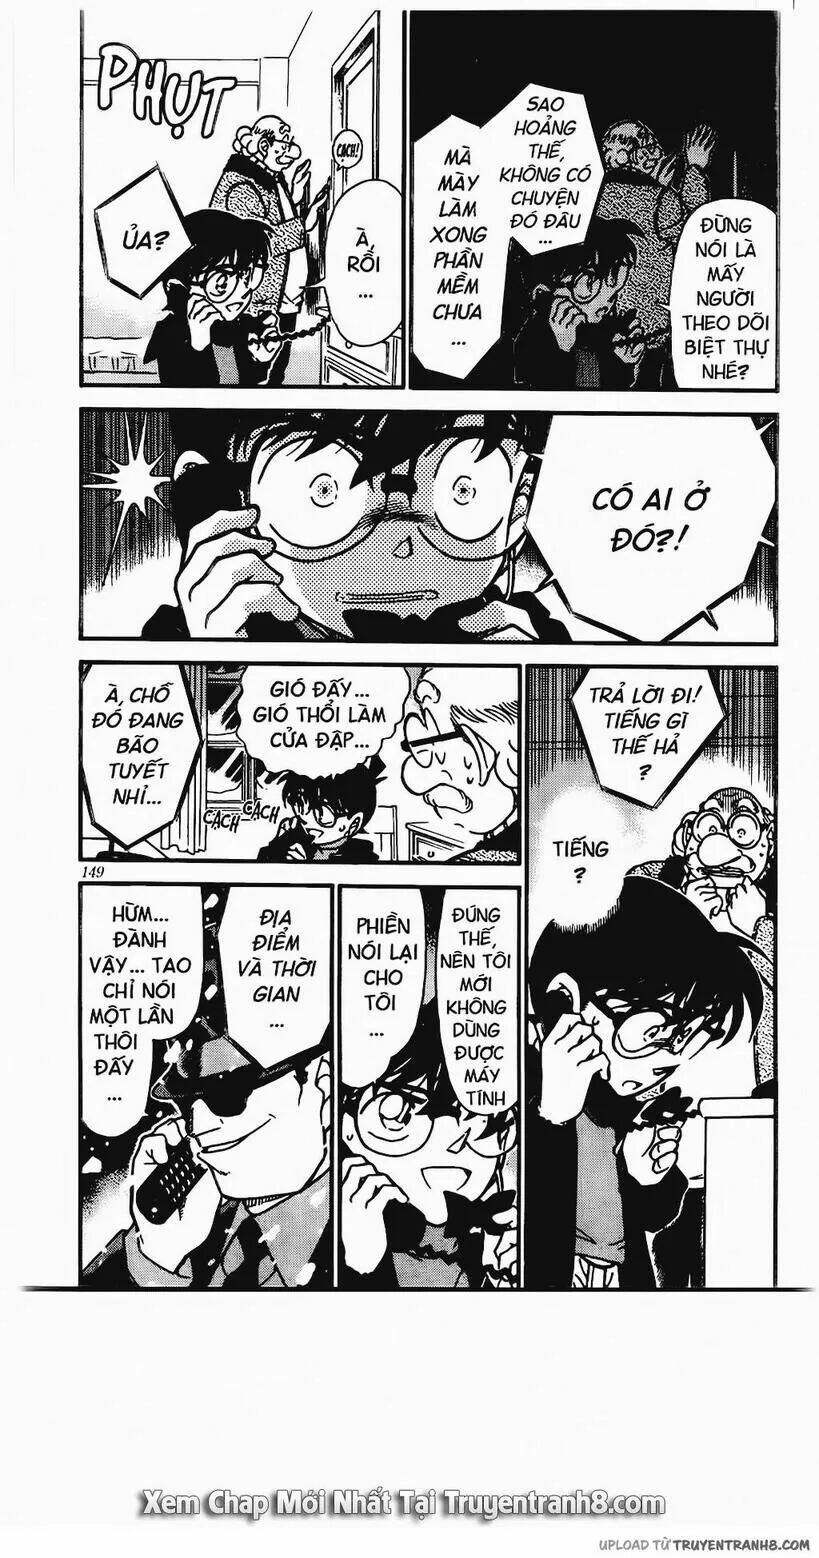 ĐỪNG
NÓI LÀ
MẤY
NGƯỜI
THEO DÕI
BIỆT THỰ
NHÉ?
SAO
HOẢNG
THẾ,
KHÔNG CÓ
CHUYỆN
ĐÓ ĐÂU
...
MÀ
MÀY
LÀM
XONG
PHẦN
MỀM
CHƯA
...
PHỤT
CẠCH!
À,
RỒI
...
ỦA?
CÓ AI Ở
ĐÓ?!
TRẢ LỜI ĐI!
TIẾNG GÌ
THẾ HẢ
?
TIẾNG
?
GIÓ ĐẤY...
GIÓ THỔI LÀM
CỬA ĐẬP...
CẠCH
CẠCH
À, CHỖ
ĐÓ ĐANG
BÃO
TUYẾT
NHỈ...
149
ĐÚNG
THẾ,
NÊN TÔI
MỚI
KHÔNG
DÙNG
ĐƯỢC
MÁY
TÍNH
PHIỀN
NÓI LẠI
CHO
TÔI
...
ĐỊA
ĐIỂM
VÀ THỜI
GIAN
...
HỪM...
ĐÀNH
VẬY... TAO
CHỈ NÓI
MỘT LẦN
THÔI
ĐẤY
...
Xem Chap Mới Nhất Tại Truyentranh8.com
UPLOAD TỪ TRUYENTRANH8.COM